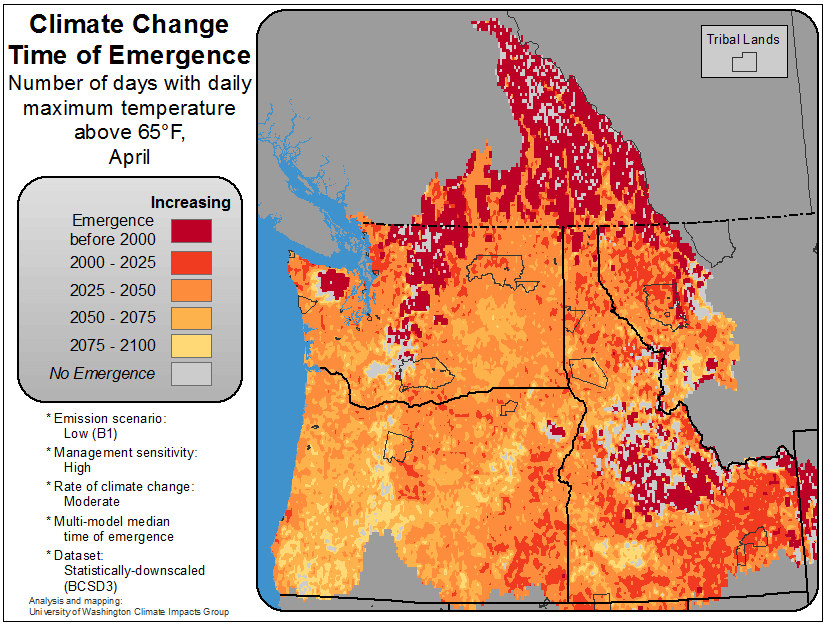 Climate Change
Time of Emergence
Number of days with daily
maximum temperature
above 65°F,
April
Increasing
Emergence
before 2000
2000 - 2025
2025 - 2050
2050 - 2075
2075 - 2100
No Emergence
* Emission scenario:
Low (B1)
* Management sensitivity:
High
* Rate of climate change:
Moderate
* Multi-model median
time of emergence
* Dataset:
Statistically-downscaled
(BCSD3)
Analysis and mapping:
University of Washington Climate Impacts Group
Tribal Lands